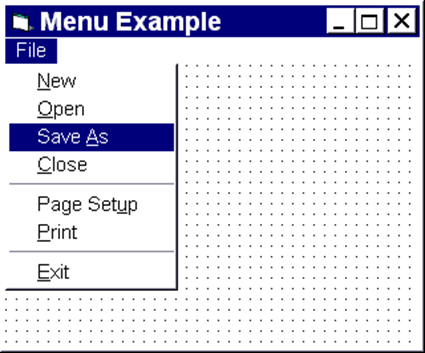 Menu Example
File
New
Open
Save As
Close
Page Setup
Print
Exit